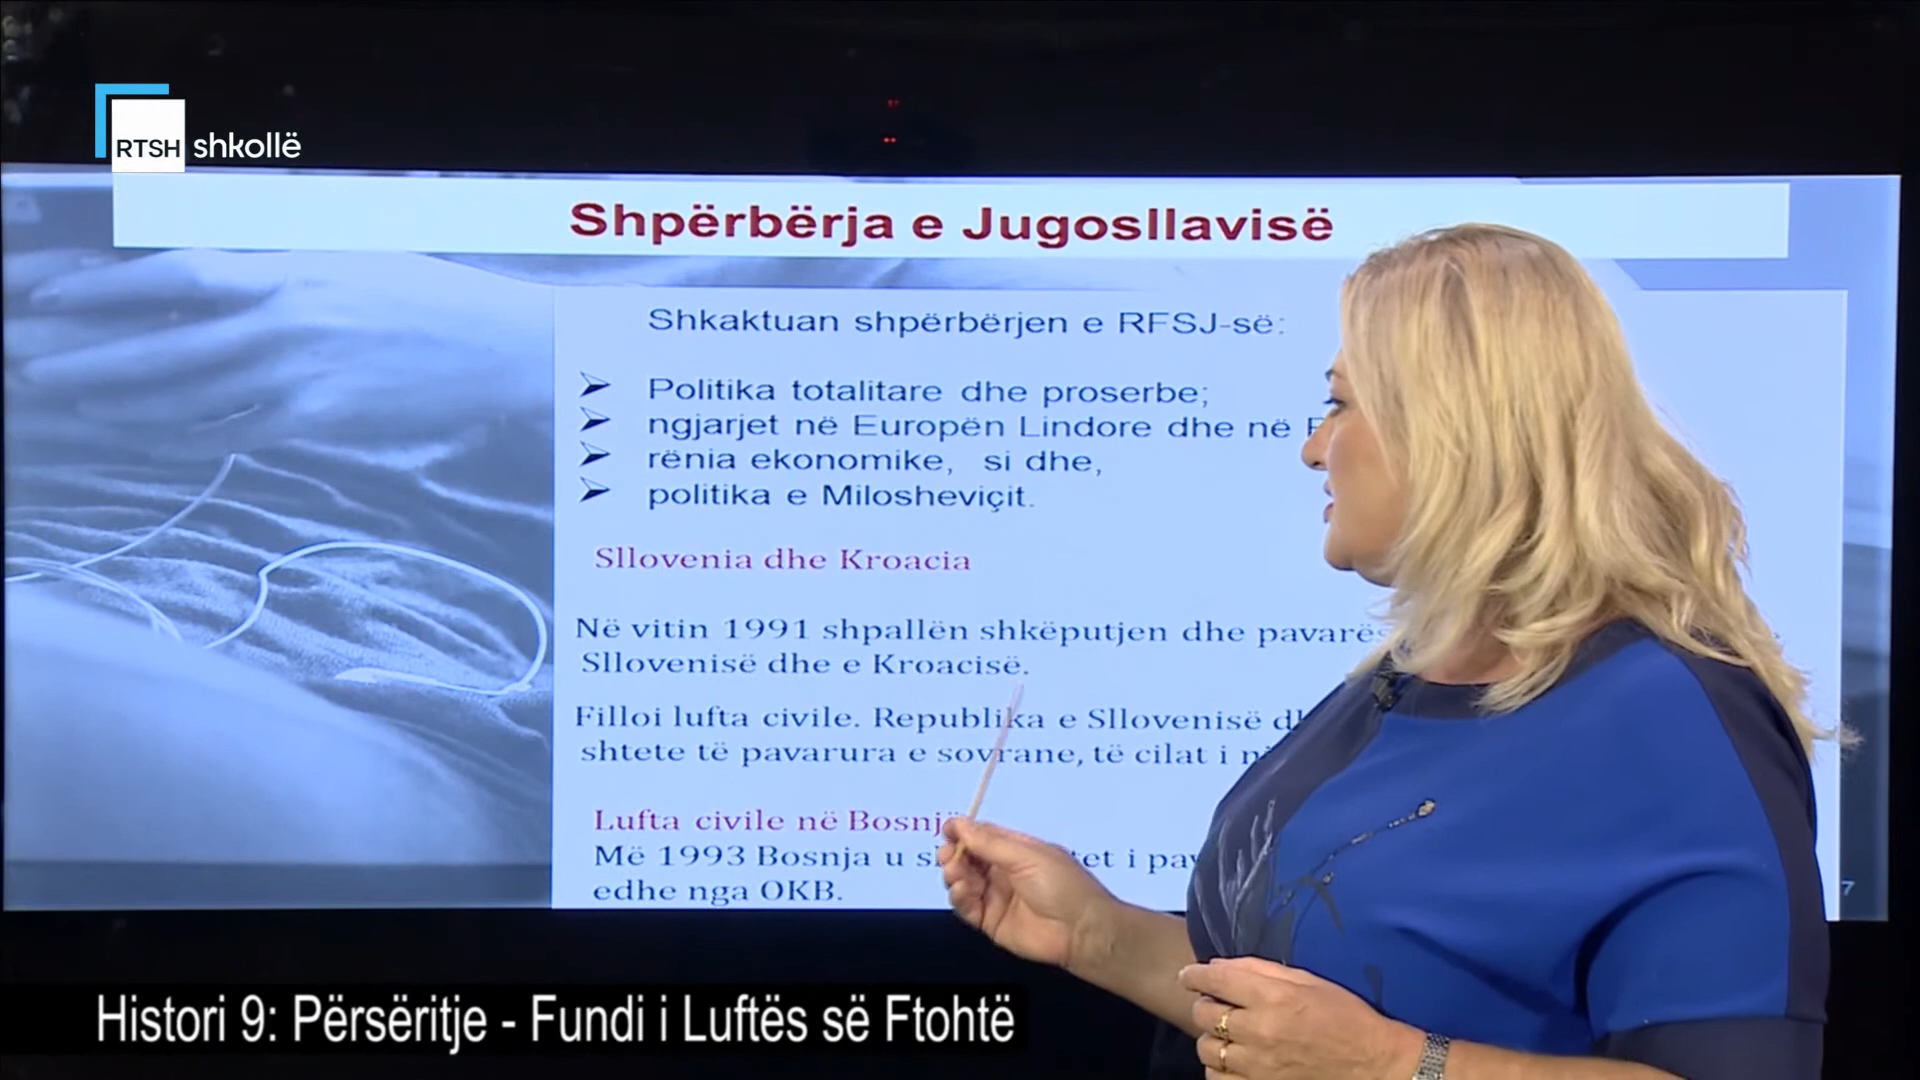 RTSH shkollë
Shpërbërja e Jugosllavisë
Shkaktuan shpërbërjen e RFSJ-së:
Politika totalitare dhe proserbe;
ngjarjet në Europën Lindore dhe në
rënia ekonomike, si dhe,
politika e Milosheviçit.
Sllovenia dhe Kroacia
Në vitin 1991 shpallën shkëputjen dhe
Sllovenisë dhe e Kroacisë.
Filloi lufta civile. Republika e Sllovenisë
shtete të pavarura e sovrane, të cilat i
Lufta civile në
Më 1993 Bosnja u
edhe nga OKB.
7
Histori 9: Përsëritje - Fundi i Luftës së Ftohtë